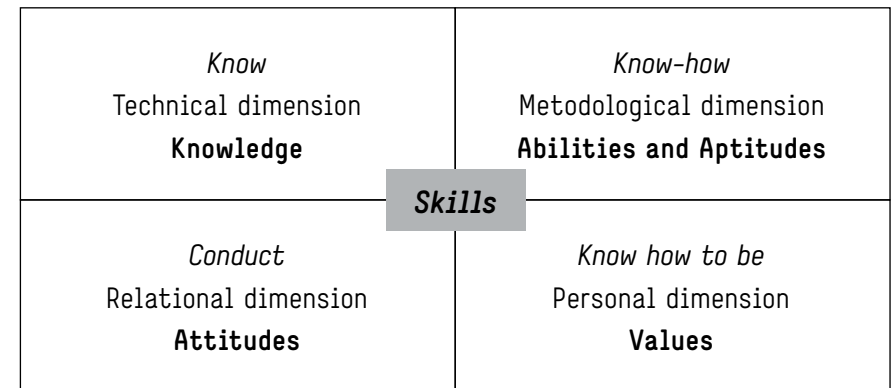 Know
Technical dimension
Knowledge
Know-how
Metodological dimension
Abilities and Aptitudes
Skills
Conduct
Relational dimension
Attitudes
Know how to be
Personal dimension
Values